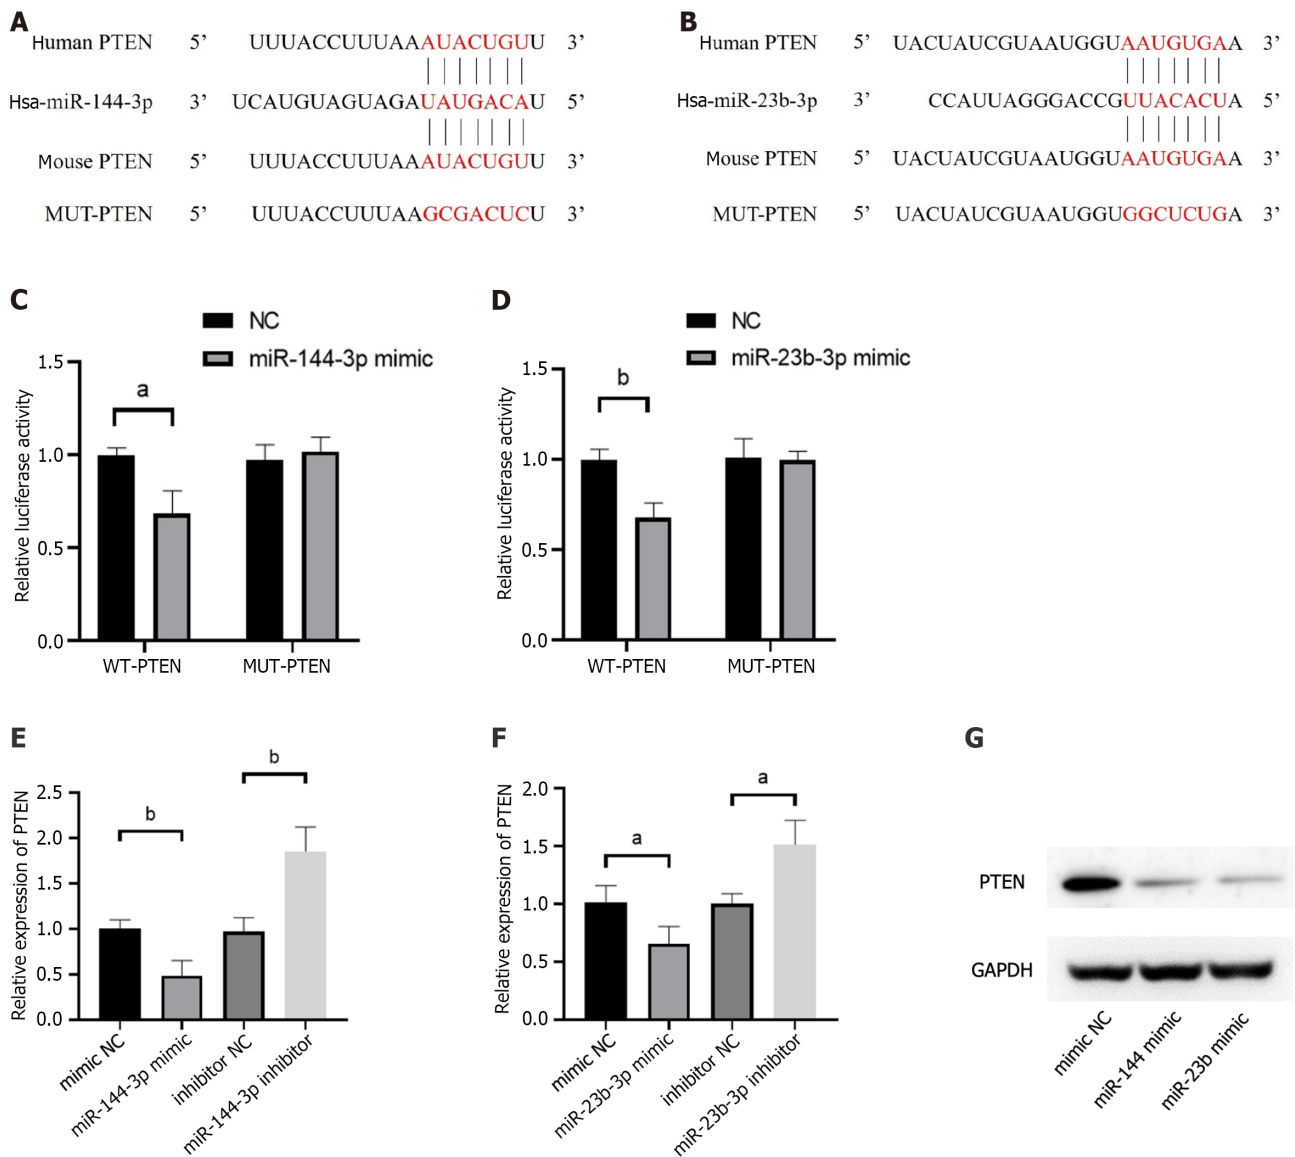 A
Human PTEN 5’ UUUACCUUUAAAUACUGUU 3’
Hsa-miR-144-3p 3’ UCAUGUAGUAGAUAUGACAU 5’
Mouse PTEN 5’ UUUACCUUUAAAUACUGUU 3’
MUT-PTEN 5’ UUUACCUUUAAGCGACUCU 3’
B
Human PTEN 5’ UACUAUCGUAAUGGUAAUGUGAA 3’
Hsa-miR-23b-3p 3’ CCAUUAGGGACCGUUACACUA 5’
Mouse PTEN 5’ UACUAUCGUAAUGGUAAUGUGAA 3’
MUT-PTEN 5’ UACUAUCGUAAUGGUGGCUCUGA 3’
C
NC
miR-144-3p mimic
Relative luciferase activity
1.5
1.0
0.5
0.0
a
WT-PTEN MUT-PTEN
D
NC
miR-23b-3p mimic
Relative luciferase activity
1.5
1.0
0.5
0.0
b
WT-PTEN MUT-PTEN
E
Relative expression of PTEN
2.5
2.0
1.5
1.0
0.5
0.0
b
b
mimic NC
miR-144-3p mimic
inhibitor NC
miR-144-3p inhibitor
F
Relative expression of PTEN
2.0
1.5
1.0
0.5
0.0
a
a
mimic NC
miR-23b-3p mimic
inhibitor NC
miR-23b-3p inhibitor
G
PTEN
GAPDH
mimic NC
miR-144 mimic
miR-23b mimic